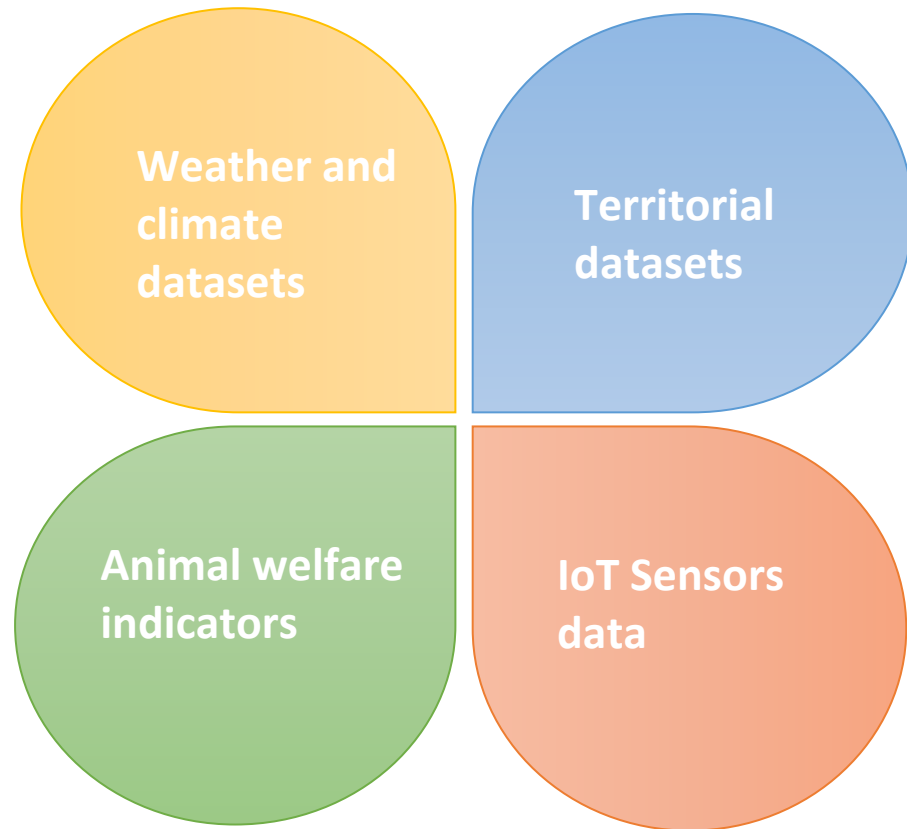 Weather and
climate
datasets
Territorial
datasets
Animal welfare
indicators
IoT Sensors
data